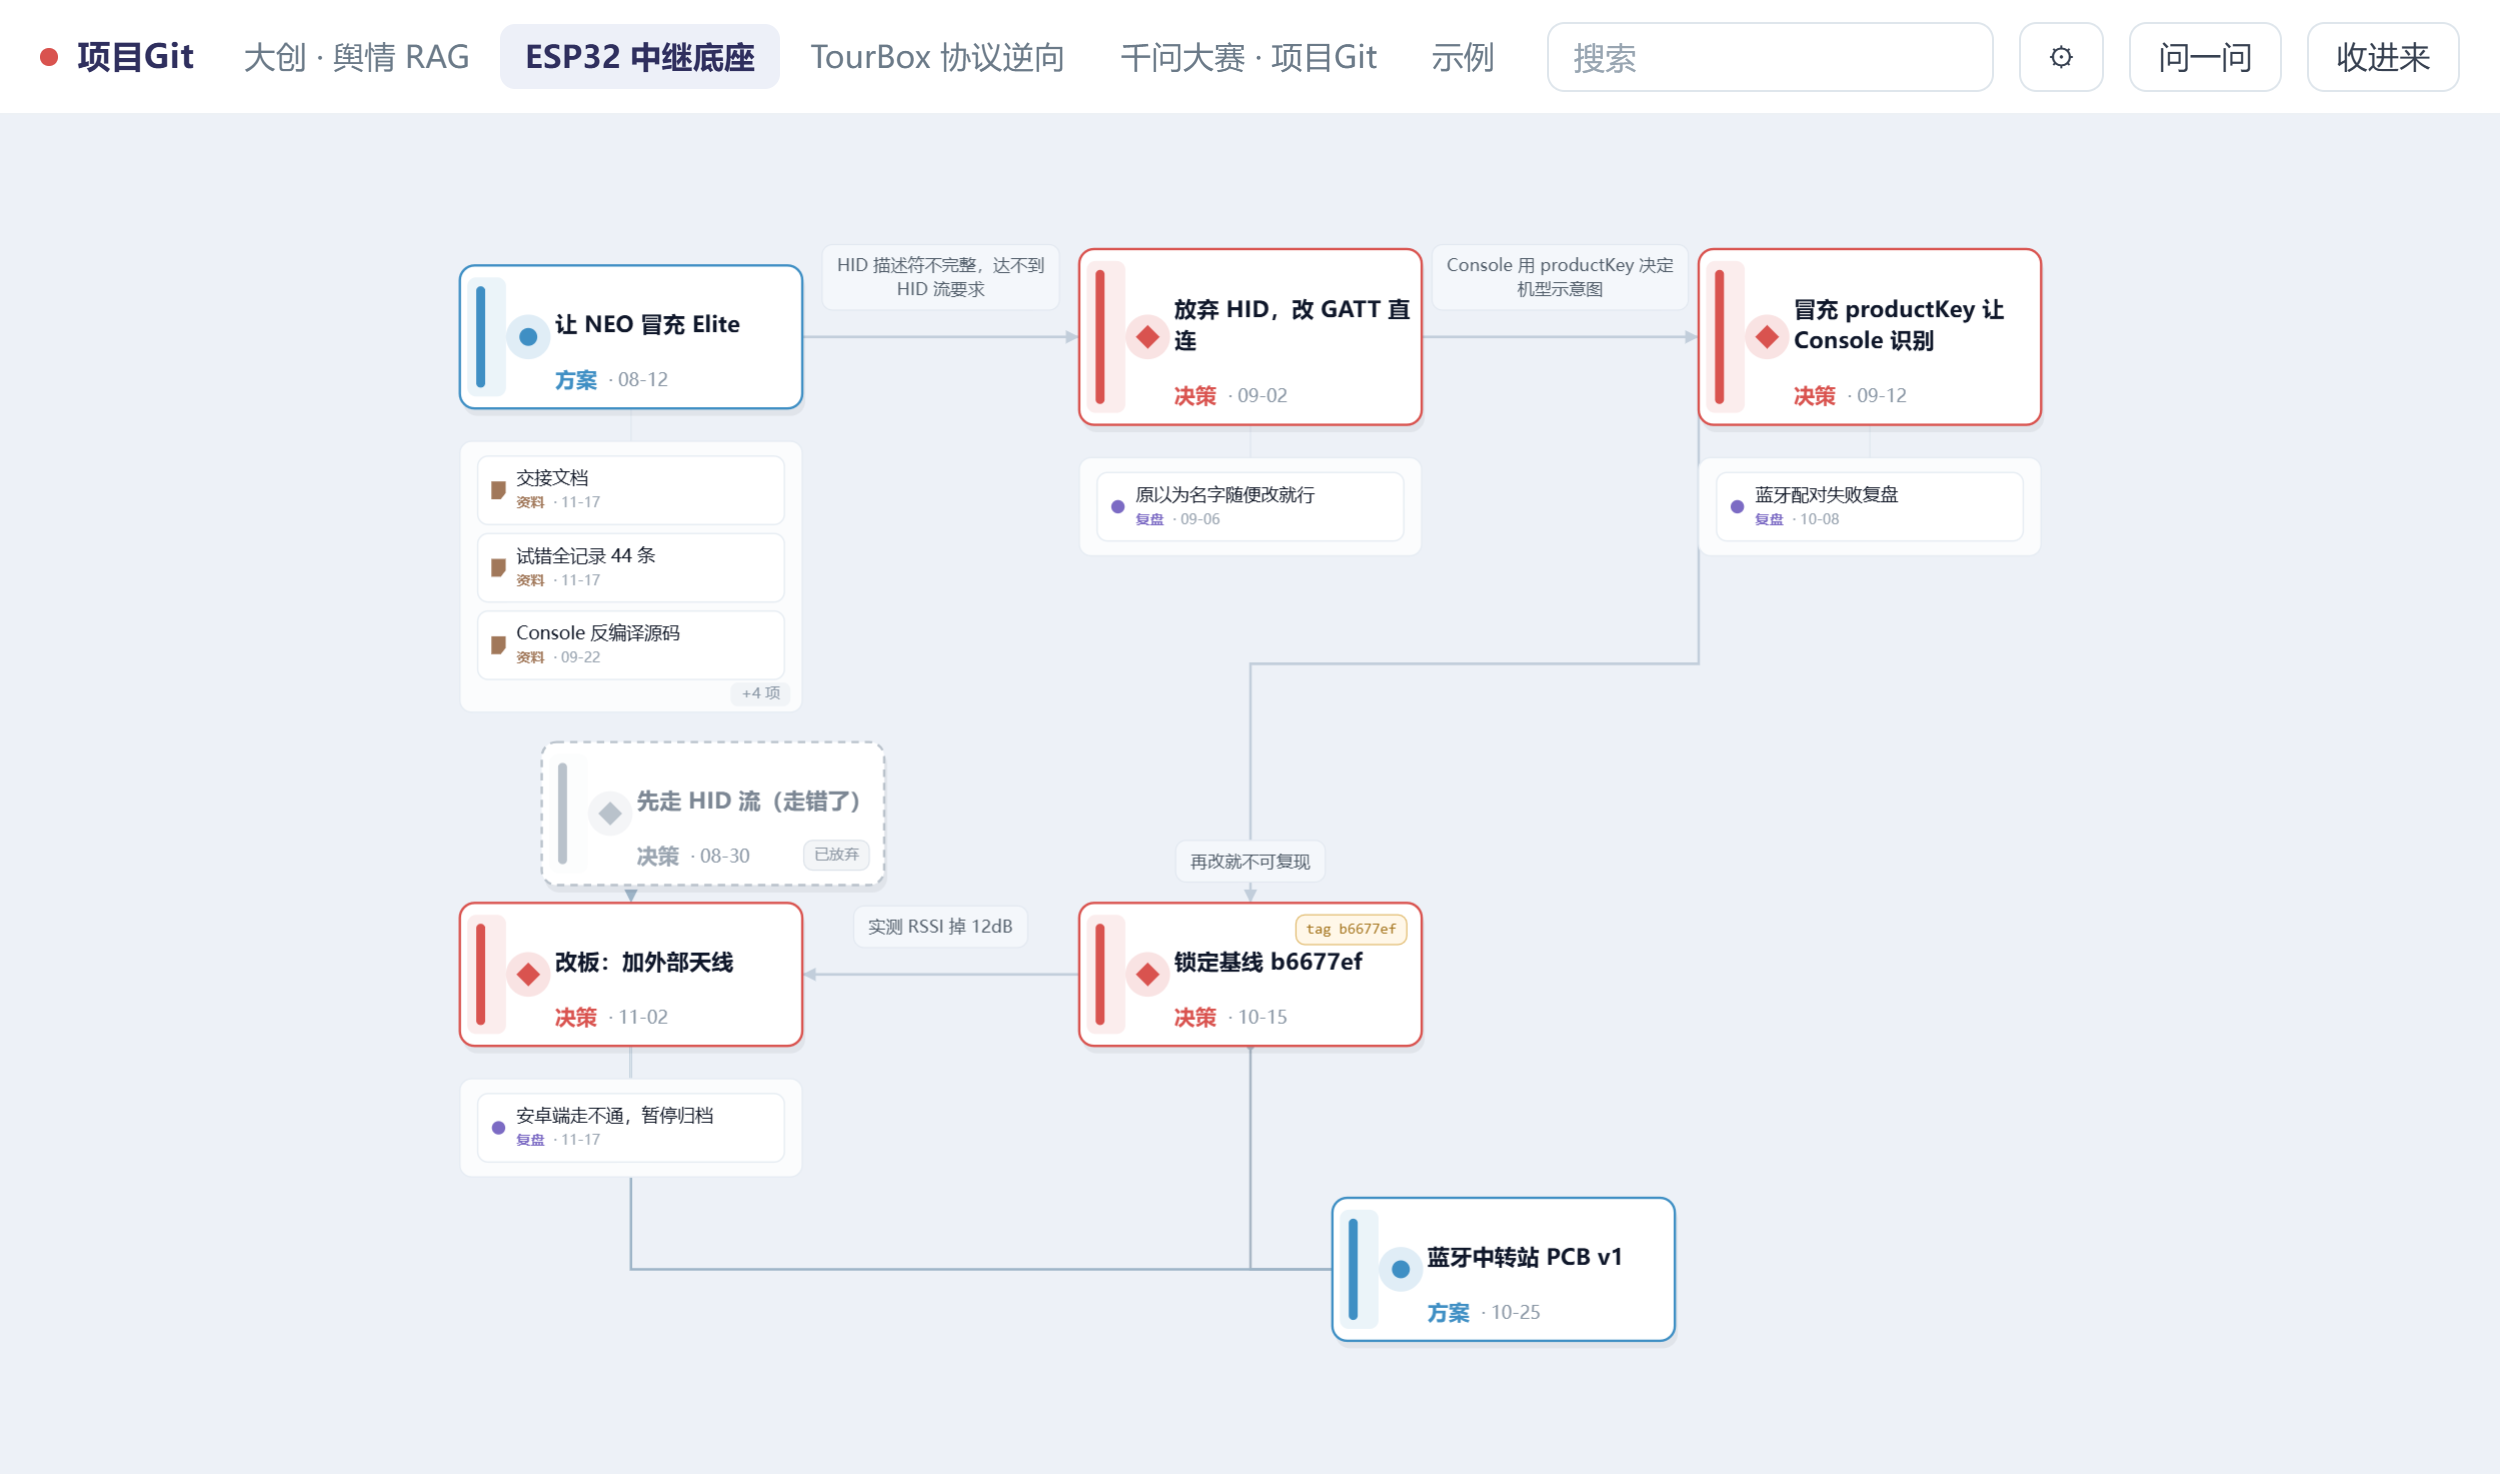 项目Git
大创 · 舆情 RAG
ESP32 中继底座
TourBox 协议逆向
千问大赛 · 项目Git
示例
搜索
问一问
收进来
让 NEO 冒充 Elite
方案 · 08-12
HID 描述符不完整，达不到
HID 流要求
放弃 HID，改 GATT 直
连
决策 · 09-02
Console 用 productKey 决定
机型示意图
冒充 productKey 让
Console 识别
决策 · 09-12
交接文档
资料 · 11-17
试错全记录 44 条
资料 · 11-17
Console 反编译源码
资料 · 09-22
+4 项
原以为名字随便改就行
复盘 · 09-06
蓝牙配对失败复盘
复盘 · 10-08
先走 HID 流（走错了）
决策 · 08-30
已放弃
再改就不可复现
改板：加外部天线
决策 · 11-02
实测 RSSI 掉 12dB
tag b6677ef
锁定基线 b6677ef
决策 · 10-15
安卓端走不通，暂停归档
复盘 · 11-17
蓝牙中转站 PCB v1
方案 · 10-25